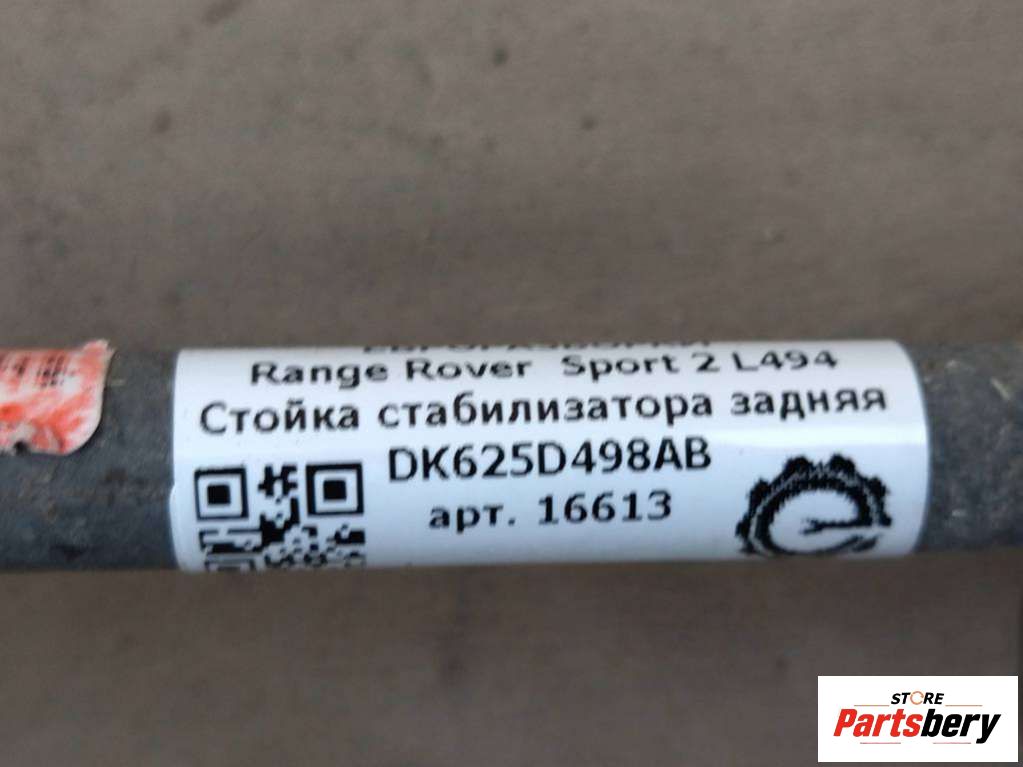 Range Rover Sport 2 L494
Стойка стабилизатора задняя
DK625D498AB
арт. 16613
STORE
Partsbery